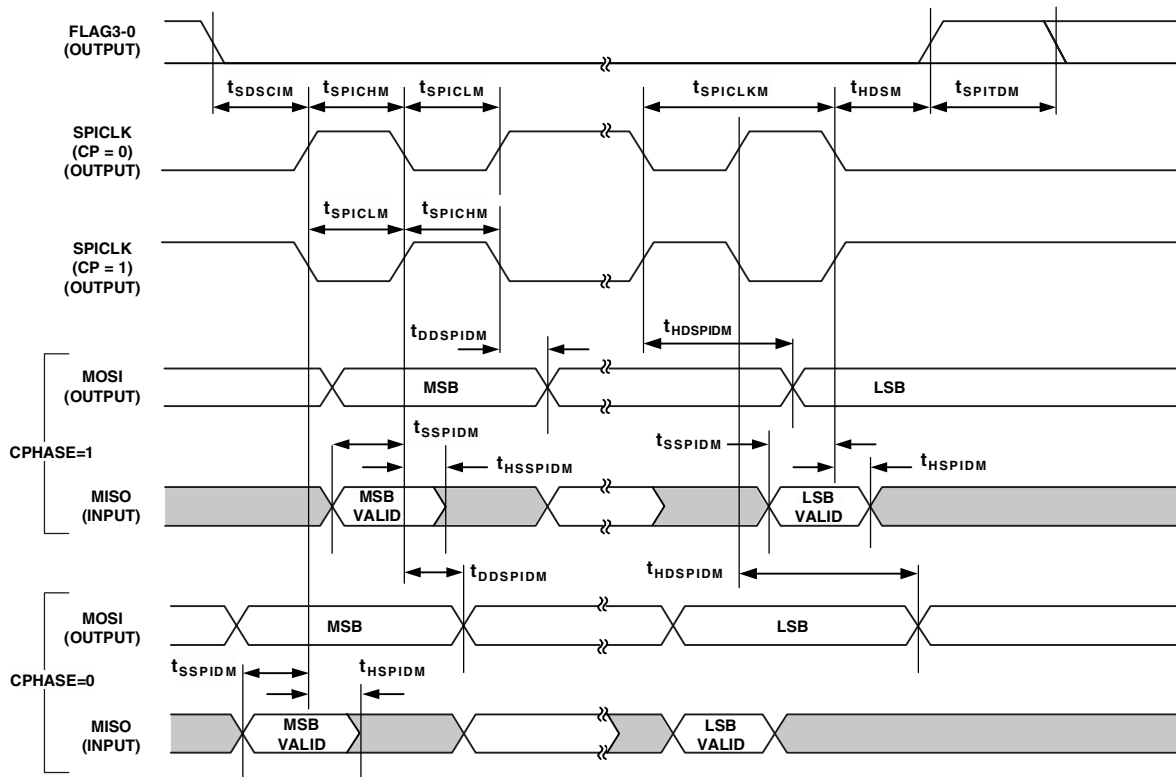 FLAG3-0
(OUTPUT)
tSDSCIM
tSPICHM
tSPICLM
tSPICLKM
tHDSM
tSPITDM
SPICLK
(CP = 0)
(OUTPUT)
tSPICLM
tSPICHM
SPICLK
(CP = 1)
(OUTPUT)
tDDSPIDM
tHDSPIDM
MOSI
(OUTPUT)
MSB
LSB
CPHASE=1
tSSPIDM
tSSPIDM
tHSSPIDM
tHSPIDM
MISO
(INPUT)
MSB
VALID
LSB
VALID
tDDSPIDM
tHDSPIDM
MOSI
(OUTPUT)
MSB
LSB
CPHASE=0
tSSPIDM
tHSPIDM
MISO
(INPUT)
MSB
VALID
LSB
VALID